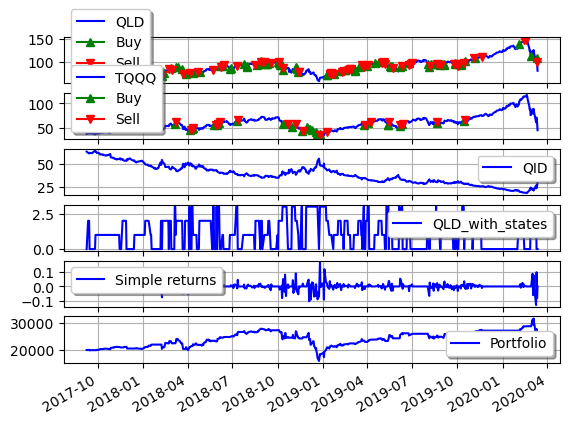 QLD
Buy
Sell
150
100
TQQQ
Buy
Sell
100
50
QID
50
25
QLD_with_states
2.5
0.0
Simple returns
0.1
0.0
−0.1
Portfolio
30000
20000
2017-10
2018-01
2018-04
2018-07
2018-10
2019-01
2019-04
2019-07
2019-10
2020-01
2020-04